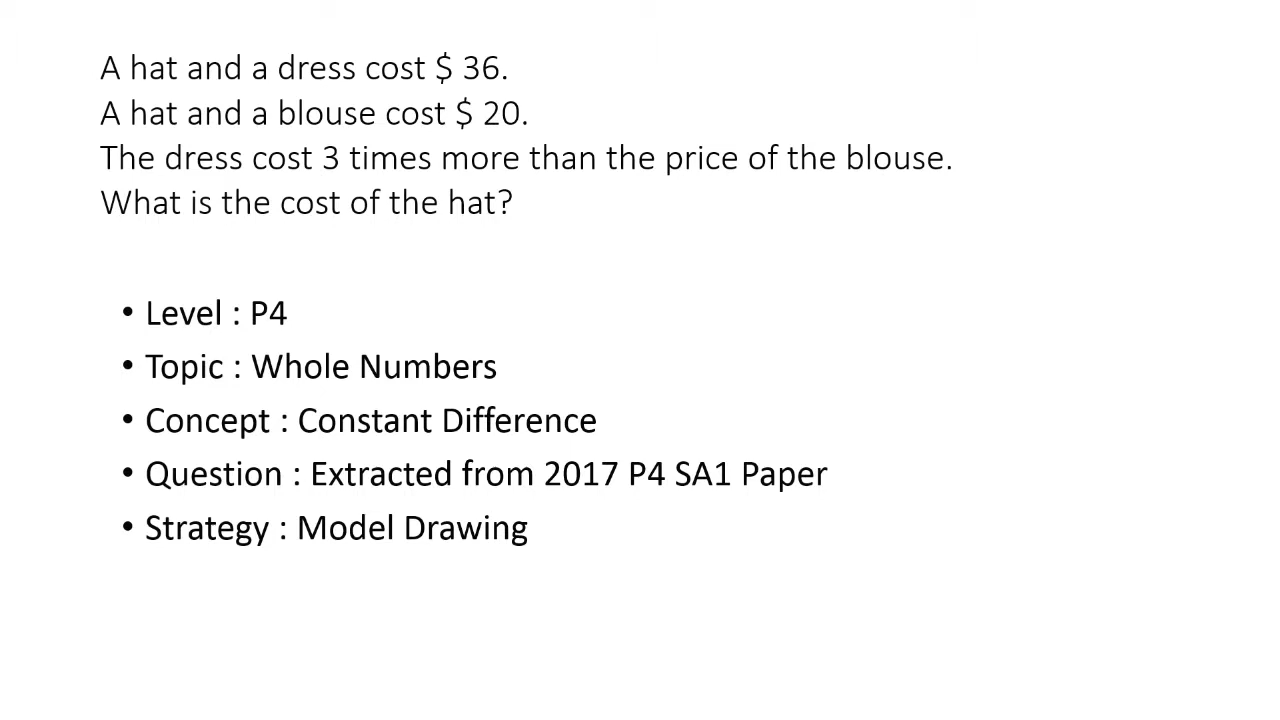 A hat and a dress cost $ 36.
A hat and a blouse cost $ 20.
The dress cost 3 times more than the price of the blouse.
What is the cost of the hat?
• Level : P4
• Topic : Whole Numbers
• Concept : Constant Difference
• Question : Extracted from 2017 P4 SA1 Paper
• Strategy : Model Drawing